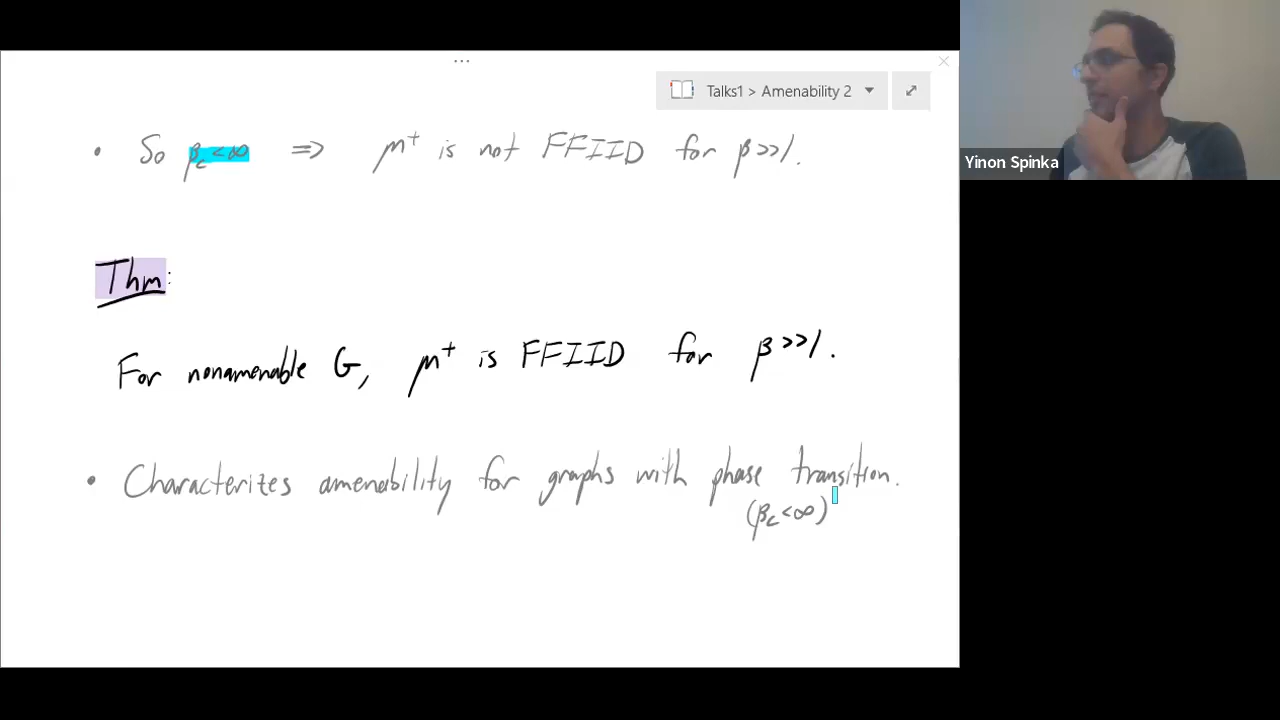 ...
Talks1 > Amenability 2
• So β_c < ∞ ⇒ μ⁺ is not FFIID for β>>1.
Yinon Spinka
Thm:
For nonamenable G, μ⁺ is FFIID for β>>1.
• Characterizes amenability for graphs with phase transition.
(β_c < ∞)